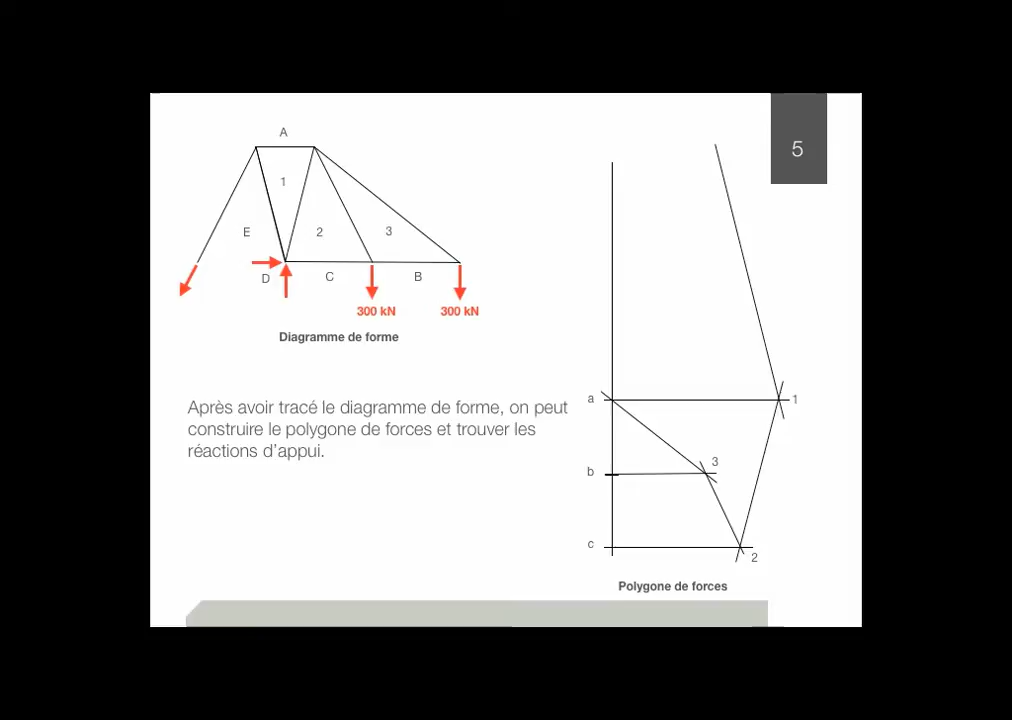 5
A
1
E
2
3
D
C
B
300 kN
300 kN
Diagramme de forme
Après avoir tracé le diagramme de forme, on peut
construire le polygone de forces et trouver les
réactions d’appui.
a
1
3
b
c
2
Polygone de forces